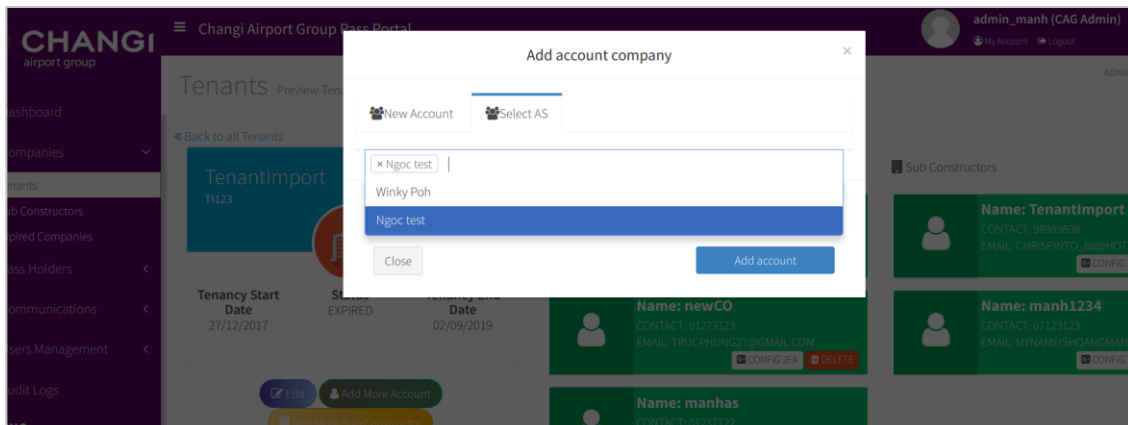 CHANGI
airport group
Changi Airport Group Pass Portal
admin_manh (CAG Admin)
My Account Logout
Add account company
×
Tenants Preview Ten
New Account
Select AS
« Back to all Tenants
ashboard
ompanies
enants
ub Constructors
pired Companies
ass Holders
ommunications
sers Management
udit Logs
TenantImport
TI123
× Ngoc test
Winky Poh
Ngoc test
Close
Add account
Tenancy Start Date
27/12/2017
Status
EXPIRED
Tenancy End Date
02/09/2019
Edit
Add More Account
Sub Constructors
Name: TenantImport
CONTACT: 98989898
EMAIL: CHRISPINTO_88@HOT
CONFIG
Name: newCO
CONTACT: 01273123
EMAIL: TRUCPHUNG27@GMAIL.COM
CONFIG 2FA DELETE
Name: manh1234
CONTACT: 07123123
EMAIL: MYNAMEISHOANGMAN
CONFIG
Name: manhas
CONTACT: 01237122